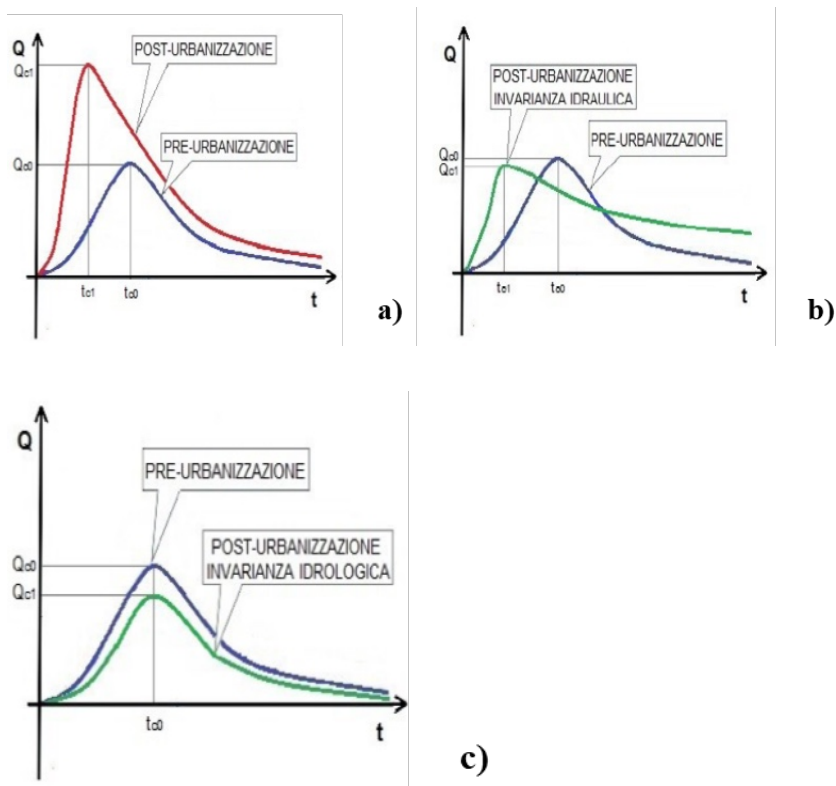 Q
POST-URBANIZZAZIONE
Qc1
PRE-URBANIZZAZIONE
Qc0
tc1
tc0
t
a)
Q
POST-URBANIZZAZIONE
INVARIANZA IDRAULICA
PRE-URBANIZZAZIONE
Qc0
Qc1
tc1
tc0
t
b)
Q
PRE-URBANIZZAZIONE
POST-URBANIZZAZIONE
INVARIANZA IDROLOGICA
Qc0
Qc1
tc0
t
c)